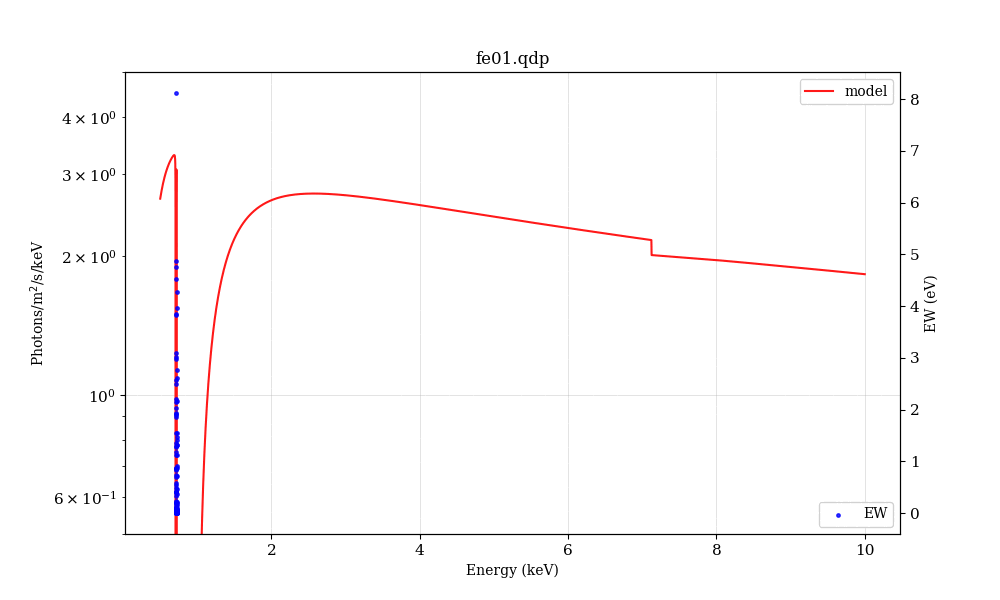 fe01.qdp
model
4 × 10⁰
3 × 10⁰
2 × 10⁰
10⁰
6 × 10⁻¹
Photons/m²/s/keV
8
7
6
5
4
3
2
1
0
EW (eV)
EW
2
4
6
8
10
Energy (keV)